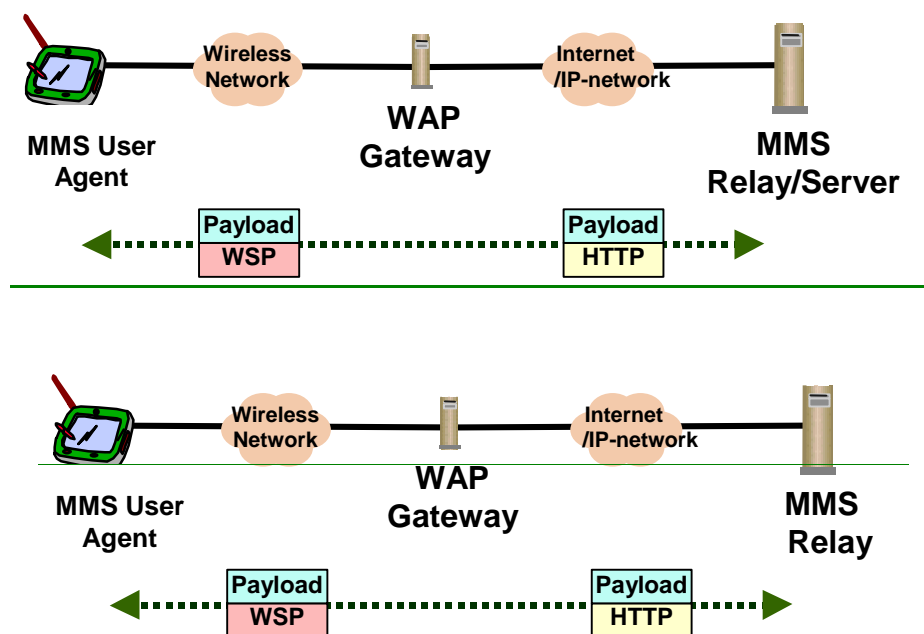 Wireless
Network
Internet
/IP-network
WAP
Gateway
MMS User
Agent
MMS
Relay/Server
Payload
WSP
Payload
HTTP
Wireless
Network
Internet
/IP-network
WAP
Gateway
MMS User
Agent
MMS
Relay
Payload
WSP
Payload
HTTP